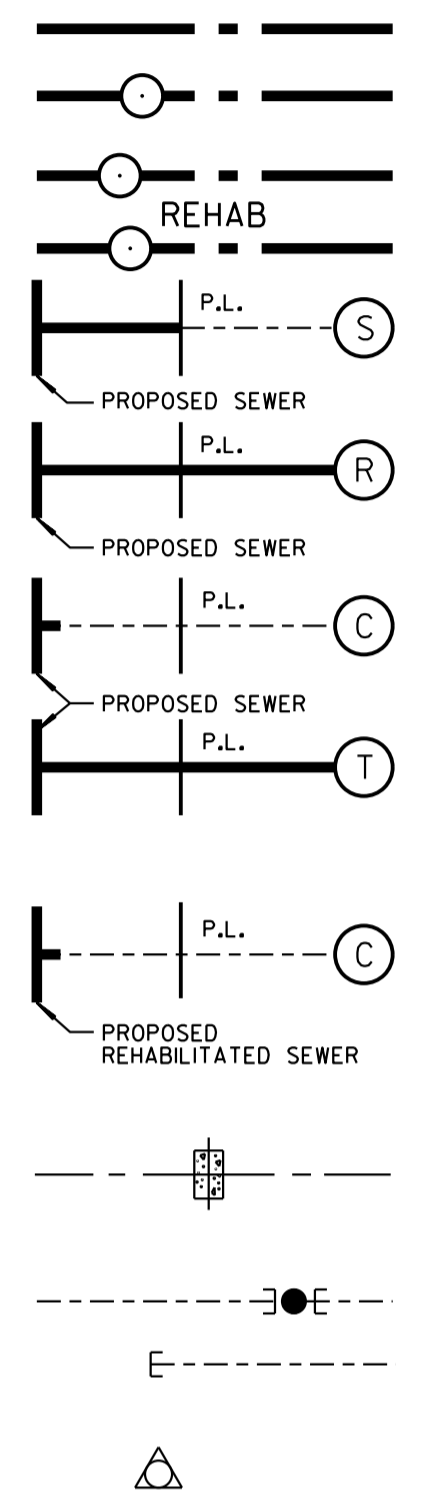 REHAB
P.L.
S
PROPOSED SEWER
P.L.
R
PROPOSED SEWER
P.L.
C
PROPOSED SEWER
P.L.
T
P.L.
C
PROPOSED
REHABILITATED SEWER